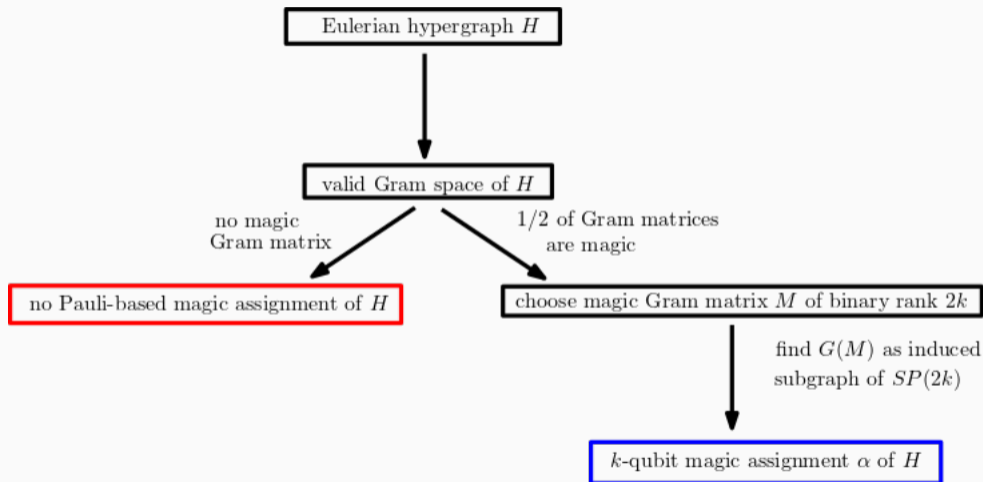 Eulerian hypergraph H
valid Gram space of H
no magic
Gram matrix
1/2 of Gram matrices
are magic
no Pauli-based magic assignment of H
choose magic Gram matrix M of binary rank 2k
find G(M) as induced
subgraph of SP(2k)
k-qubit magic assignment α of H